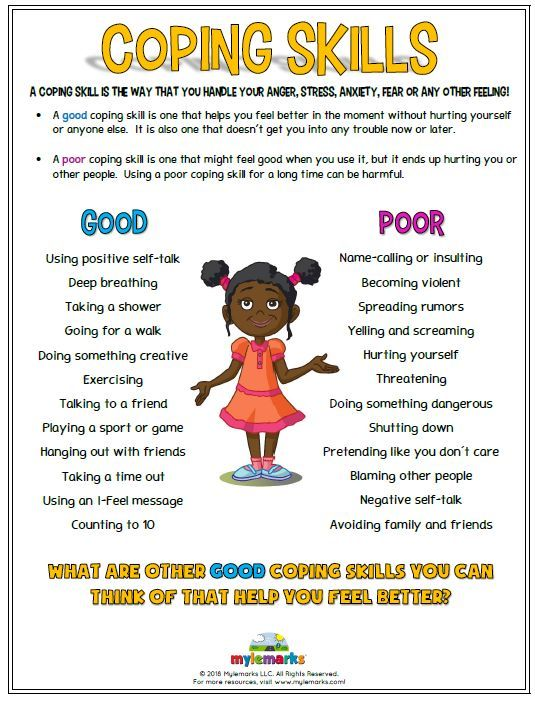 COPING SKILLS
A COPING SKILL IS THE WAY THAT YOU HANDLE YOUR ANGER, STRESS, ANXIETY, FEAR OR ANY OTHER FEELING!
• A good coping skill is one that helps you feel better in the moment without hurting yourself
or anyone else. It is also one that doesn't get you into any trouble now or later.
• A poor coping skill is one that might feel good when you use it, but it ends up hurting you or
other people. Using a poor coping skill for a long time can be harmful.
GOOD
Using positive self-talk
Deep breathing
Taking a shower
Going for a walk
Doing something creative
Exercising
Talking to a friend
Playing a sport or game
Hanging out with friends
Taking a time out
Using an I-Feel message
Counting to 10
POOR
Name-calling or insulting
Becoming violent
Spreading rumors
Yelling and screaming
Hurting yourself
Threatening
Doing something dangerous
Shutting down
Pretending like you don't care
Blaming other people
Negative self-talk
Avoiding family and friends
WHAT ARE OTHER GOOD COPING SKILLS YOU CAN
THINK OF THAT HELP YOU FEEL BETTER?
mylemarks
© 2018 Mylemarks LLC. All Rights Reserved.
For more resources, visit www.mylemarks.com!